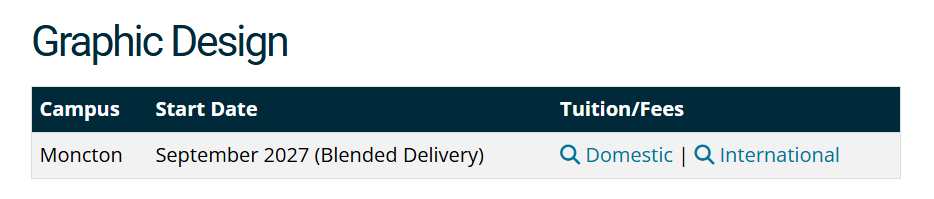 Graphic Design
Campus Start Date Tuition/Fees
Moncton September 2027 (Blended Delivery) Domestic | International